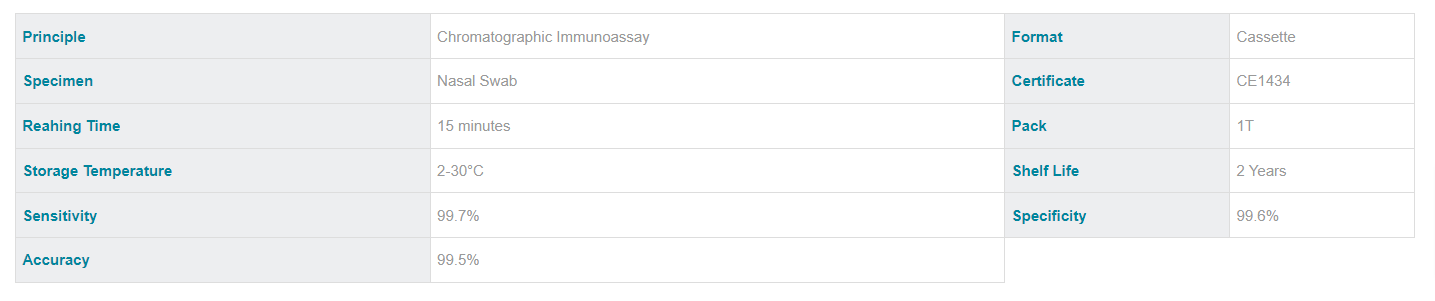 Principle Chromatographic Immunoassay Format Cassette
Specimen Nasal Swab Certificate CE1434
Reahing Time 15 minutes Pack 1T
Storage Temperature 2-30°C Shelf Life 2 Years
Sensitivity 99.7% Specificity 99.6%
Accuracy 99.5%